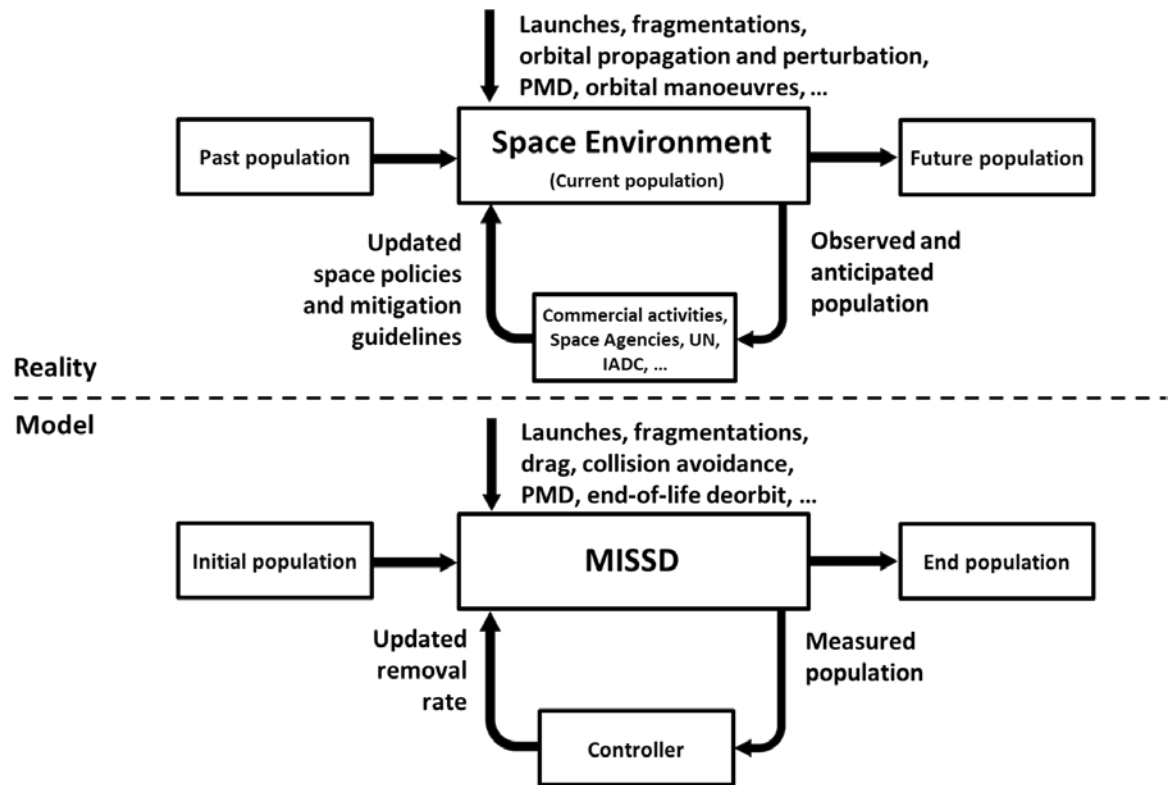 Launches, fragmentations,
orbital propagation and perturbation,
PMD, orbital manoeuvres, ...
Past population
Space Environment
(Current population)
Future population
Updated
space policies
and mitigation
guidelines
Observed and
anticipated
population
Commercial activities,
Space Agencies, UN,
IADC, ...
Reality
Model
Launches, fragmentations,
drag, collision avoidance,
PMD, end-of-life deorbit, ...
Initial population
MISSD
End population
Updated
removal
rate
Measured
population
Controller